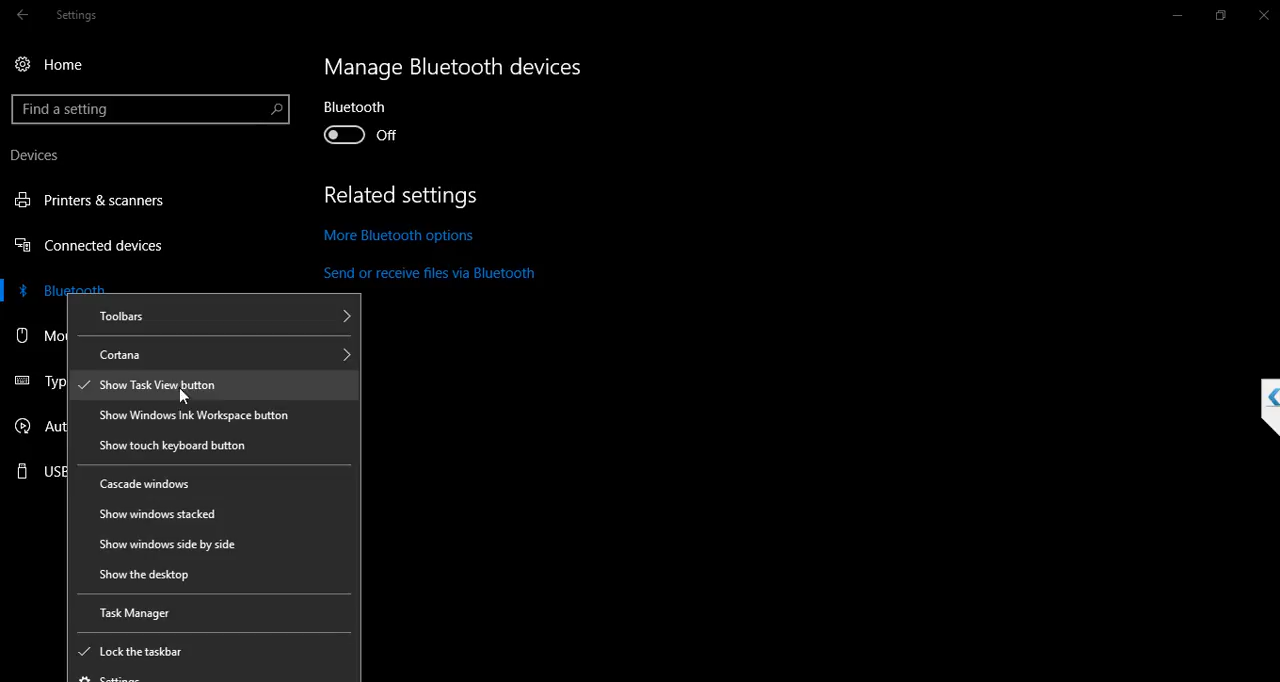 Settings
Home
Find a setting
Devices
Printers & scanners
Connected devices
Bluetooth
Manage Bluetooth devices
Bluetooth
Off
Related settings
More Bluetooth options
Send or receive files via Bluetooth
Mou
Typ
Aut
USB
Toolbars
Cortana
Show Task View button
Show Windows Ink Workspace button
Show touch keyboard button
Cascade windows
Show windows stacked
Show windows side by side
Show the desktop
Task Manager
Lock the taskbar
Settings